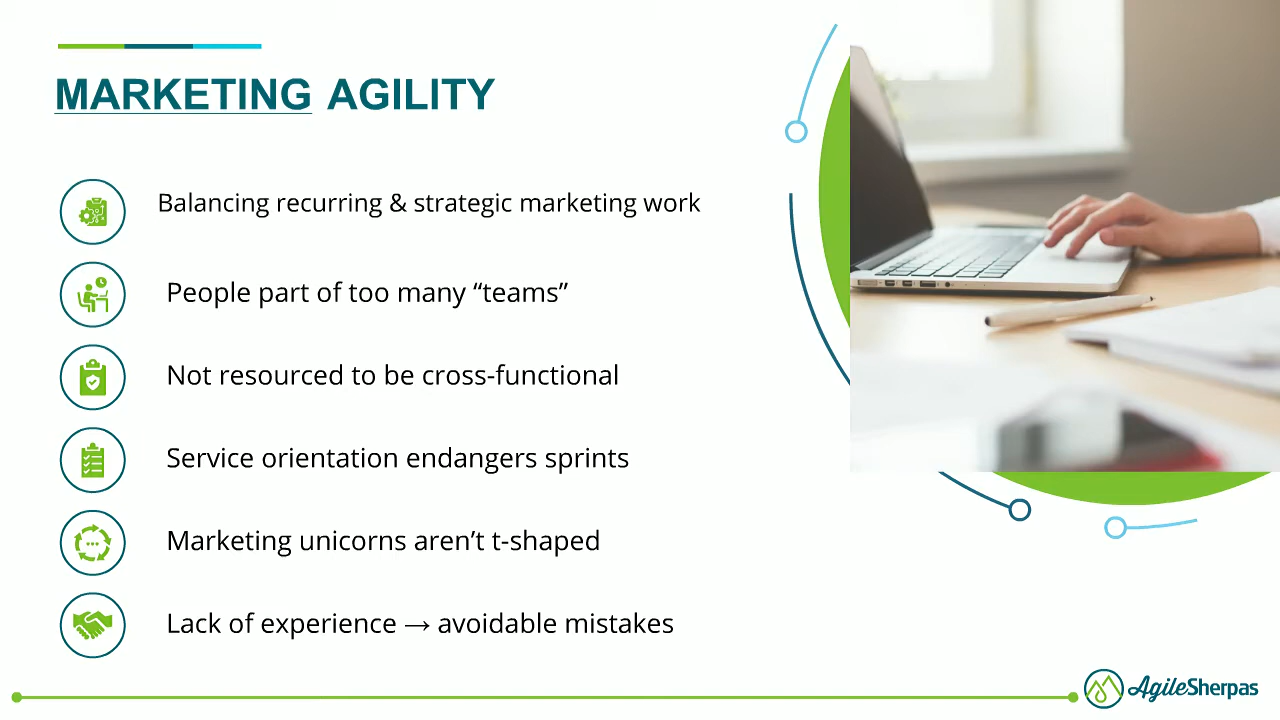 MARKETING AGILITY
Balancing recurring & strategic marketing work
People part of too many “teams”
Not resourced to be cross-functional
Service orientation endangers sprints
Marketing unicorns aren’t t-shaped
Lack of experience → avoidable mistakes
AgileSherpas